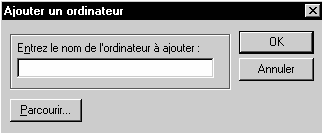 Ajouter un ordinateur
Entrez le nom de l'ordinateur à ajouter :
OK
Annuler
Parcourir...